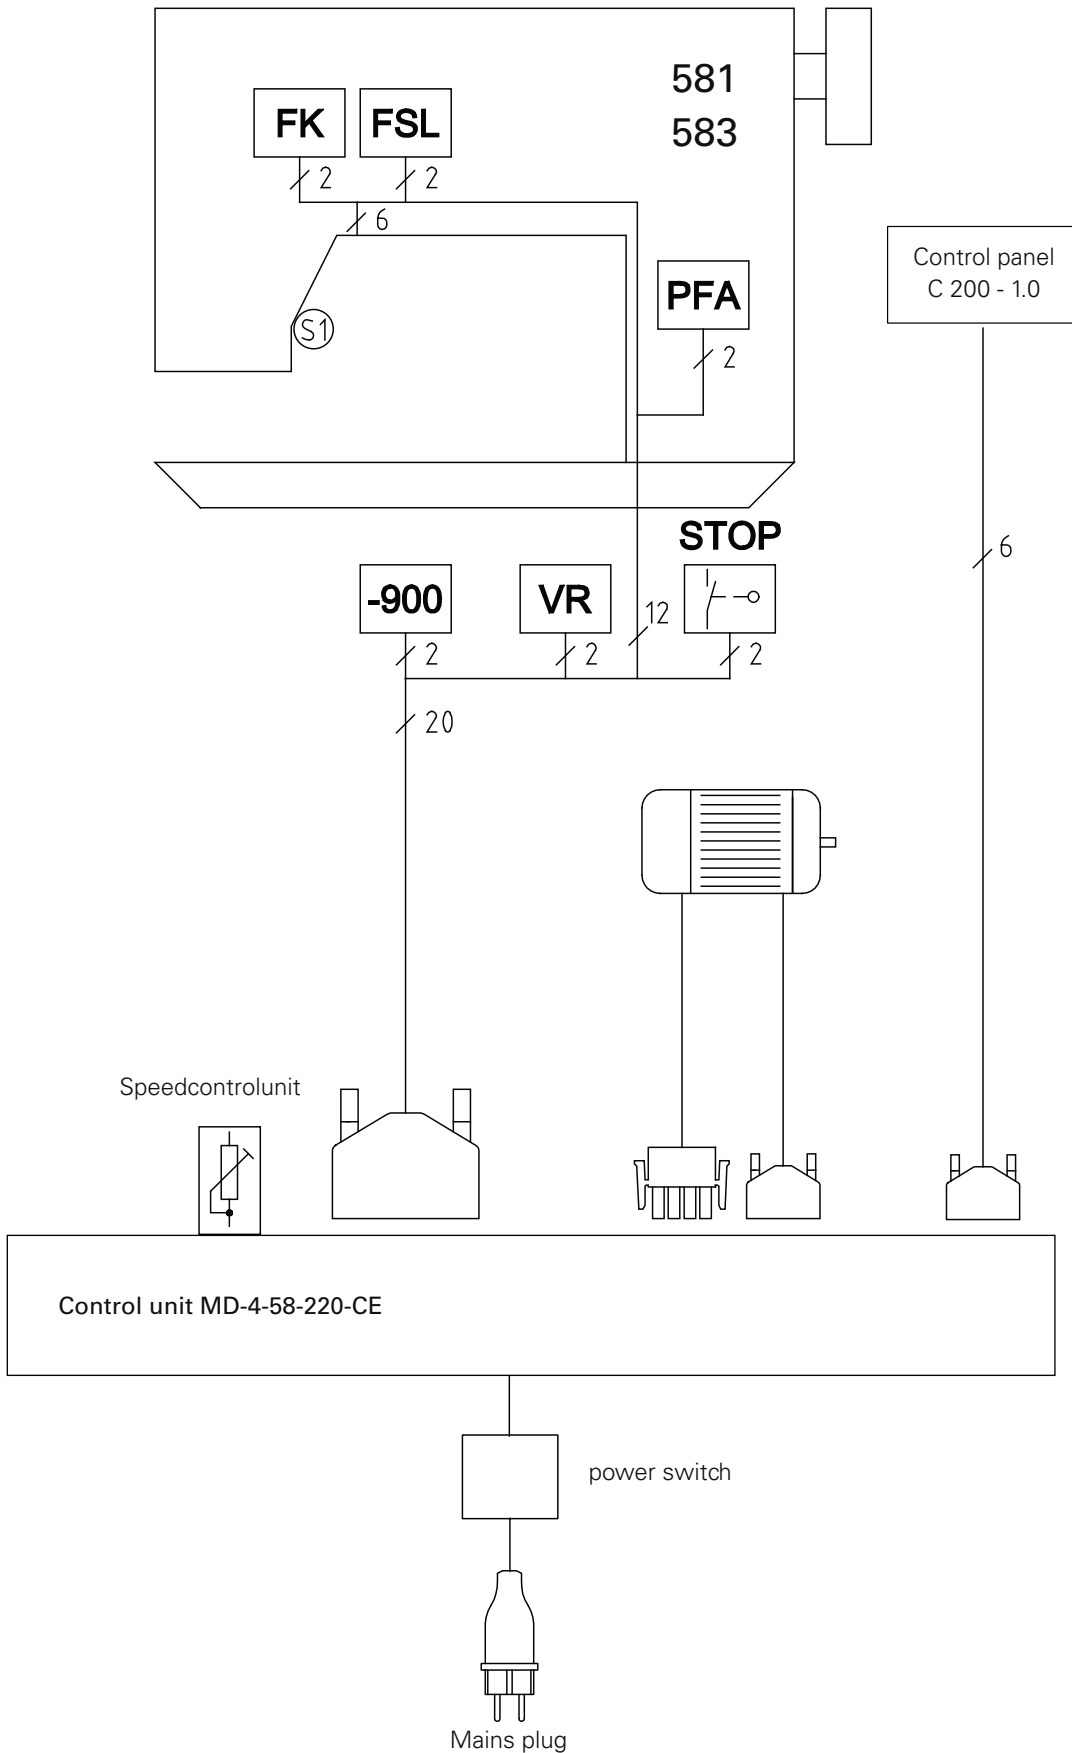 581
583
FK
FSL
2
2
6
S1
PFA
2
Control panel
C 200 - 1.0
6
STOP
-900
VR
12
2
2
2
20
Speedcontrolunit
Control unit MD-4-58-220-CE
power switch
Mains plug